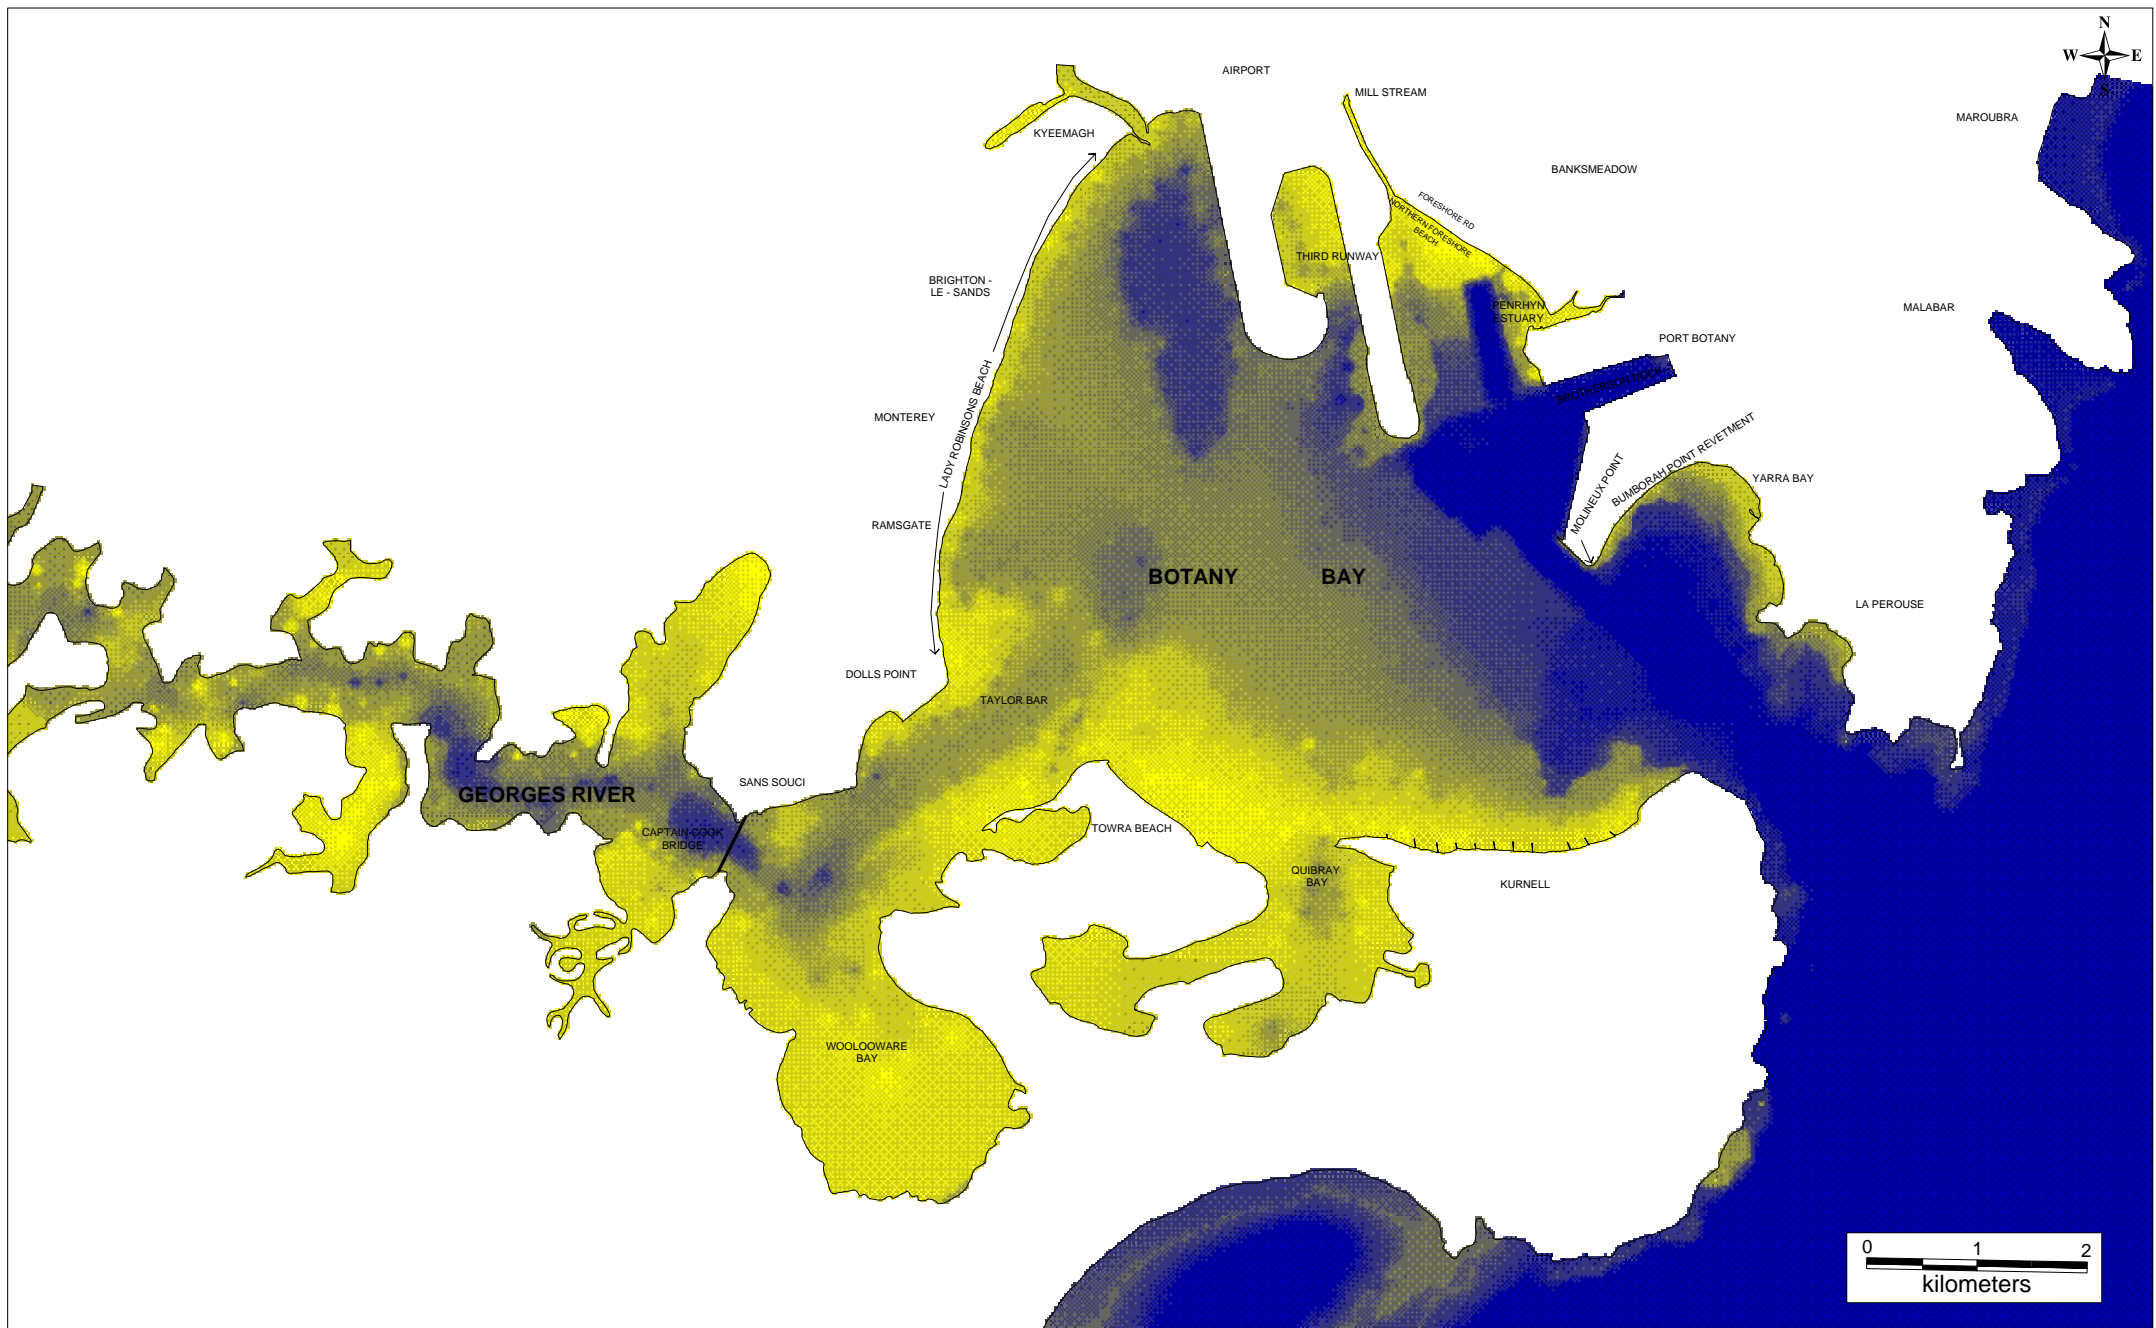 N
W E
S
AIRPORT
MILL STREAM
MAROUBRA
KYEEMAGH
BANKSMEADOW
FORESHORE RD
NORTHERN FORESHORE
BEACH
THIRD RUNWAY
BRIGHTON -
LE - SANDS
PENRHYN
ESTUARY
MALABAR
PORT BOTANY
BROTHERSON DOCK
LADY ROBINSONS BEACH
MONTEREY
BUMBORAH POINT REVETMENT
MOLINEUX POINT
YARRA BAY
RAMSGATE
BOTANY BAY
LA PEROUSE
DOLLS POINT
TAYLOR BAR
SANS SOUCI
GEORGES RIVER
CAPTAIN COOK
BRIDGE
TOWRA BEACH
QUIBRAY
BAY
KURNELL
WOOLOOWARE
BAY
0 1 2
kilometers